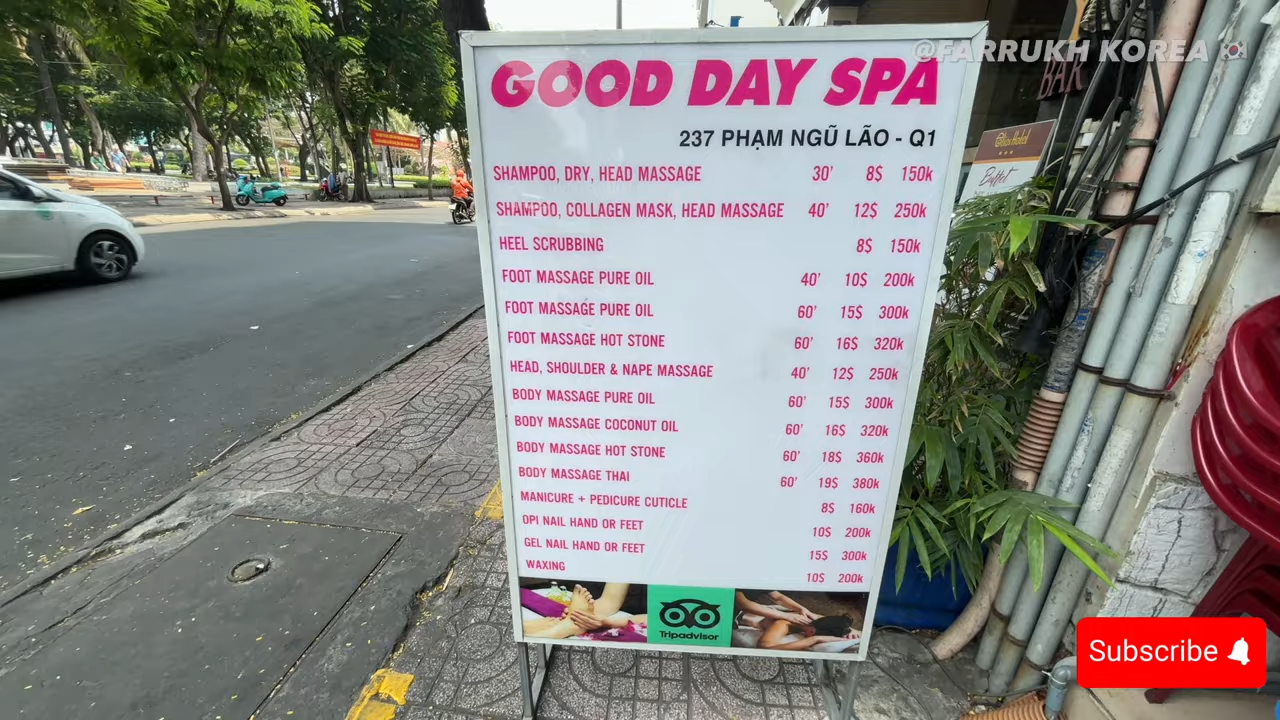 @FARRUKH KOREA
GOOD DAY SPA
237 PHẠM NGŨ LÃO - Q1
SHAMPOO, DRY, HEAD MASSAGE 30' 8$ 150k
SHAMPOO, COLLAGEN MASK, HEAD MASSAGE 40' 12$ 250k
HEEL SCRUBBING 8$ 150k
FOOT MASSAGE PURE OIL 40' 10$ 200k
FOOT MASSAGE PURE OIL 60' 15$ 300k
FOOT MASSAGE HOT STONE 60' 16$ 320k
HEAD, SHOULDER & NAPE MASSAGE 40' 12$ 250k
BODY MASSAGE PURE OIL 60' 15$ 300k
BODY MASSAGE COCONUT OIL 60' 16$ 320k
BODY MASSAGE HOT STONE 60' 18$ 360k
BODY MASSAGE THAI 60' 19$ 380k
MANICURE + PEDICURE CUTICLE 8$ 160k
OPI NAIL HAND OR FEET 10$ 200k
GEL NAIL HAND OR FEET 15$ 300k
WAXING 10$ 200k
Tripadvisor
BAR
Hotel
Buffet
Subscribe